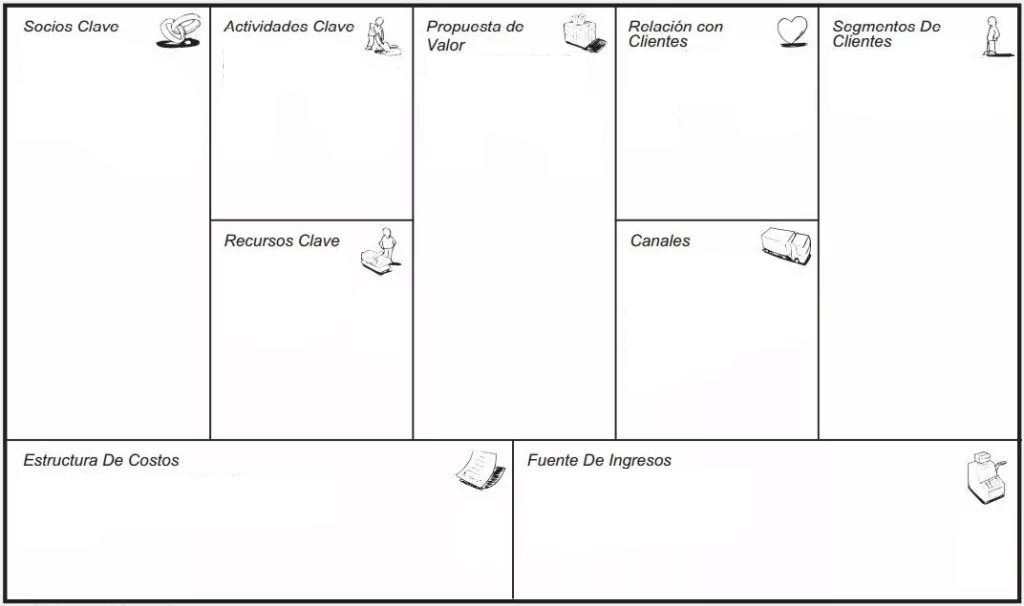 Socios Clave
Actividades Clave
Propuesta de
Valor
Relación con
Clientes
Segmentos De
Clientes
Recursos Clave
Canales
Estructura De Costos
Fuente De Ingresos